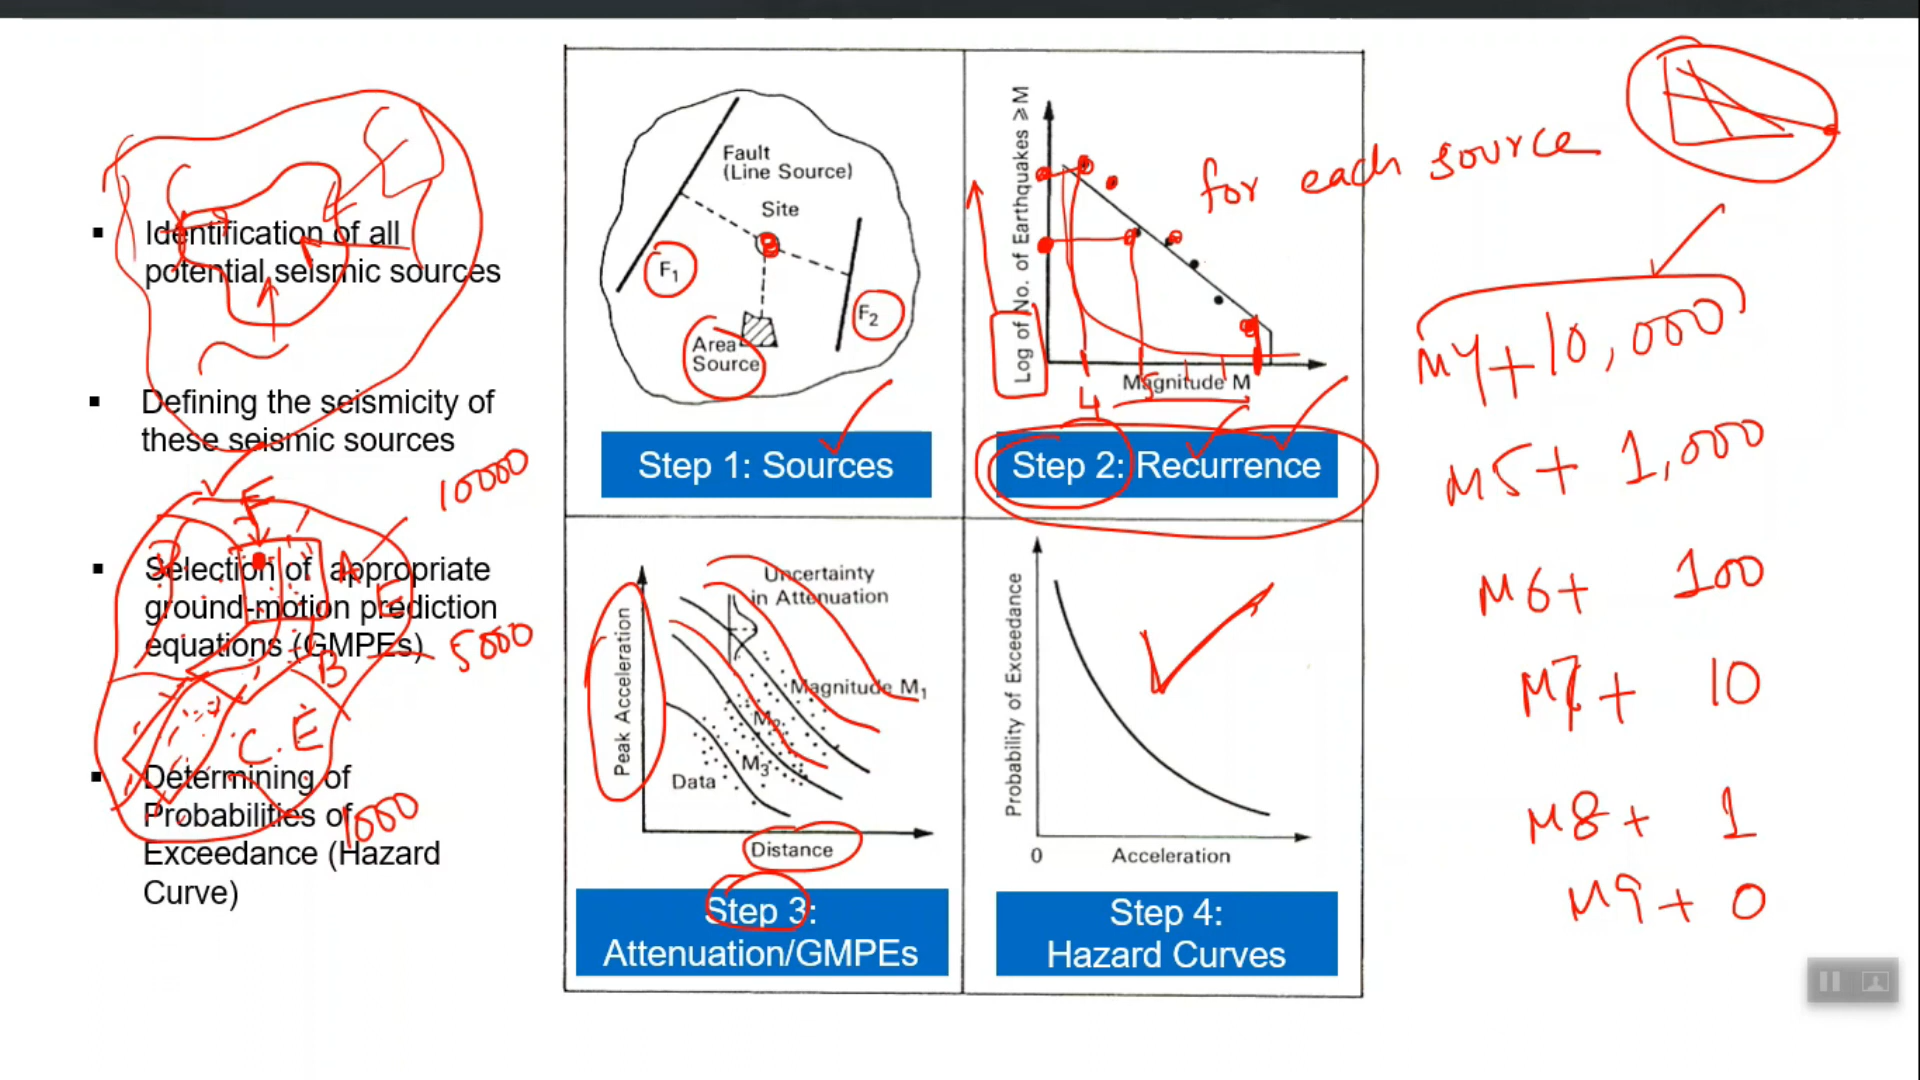 ▪ Identification of all
potential seismic sources
▪ Defining the seismicity of
these seismic sources
▪ Selection of appropriate
ground-motion prediction
equations (GMPEs)
▪ Determining of
Probabilities of
Exceedance (Hazard
Curve)
F
10000
A
E
B
5000
C
E
1000
Fault
(Line Source)
Site
F₁
F₂
Area
Source
Step 1: Sources
Log of No. of Earthquakes ⩾M
Magnitude M
4
5
for each source
Step 2: Recurrence
Peak Acceleration
Uncertainty
in Attenuation
Magnitude M₁
M₂
M₃
Data
Distance
Step 3:
Attenuation/GMPEs
Probability of Exceedance
0
Acceleration
Step 4:
Hazard Curves
M4+ 10,000
M5+ 1,000
M6+ 100
M7+ 10
M8+ 1
M9+ 0